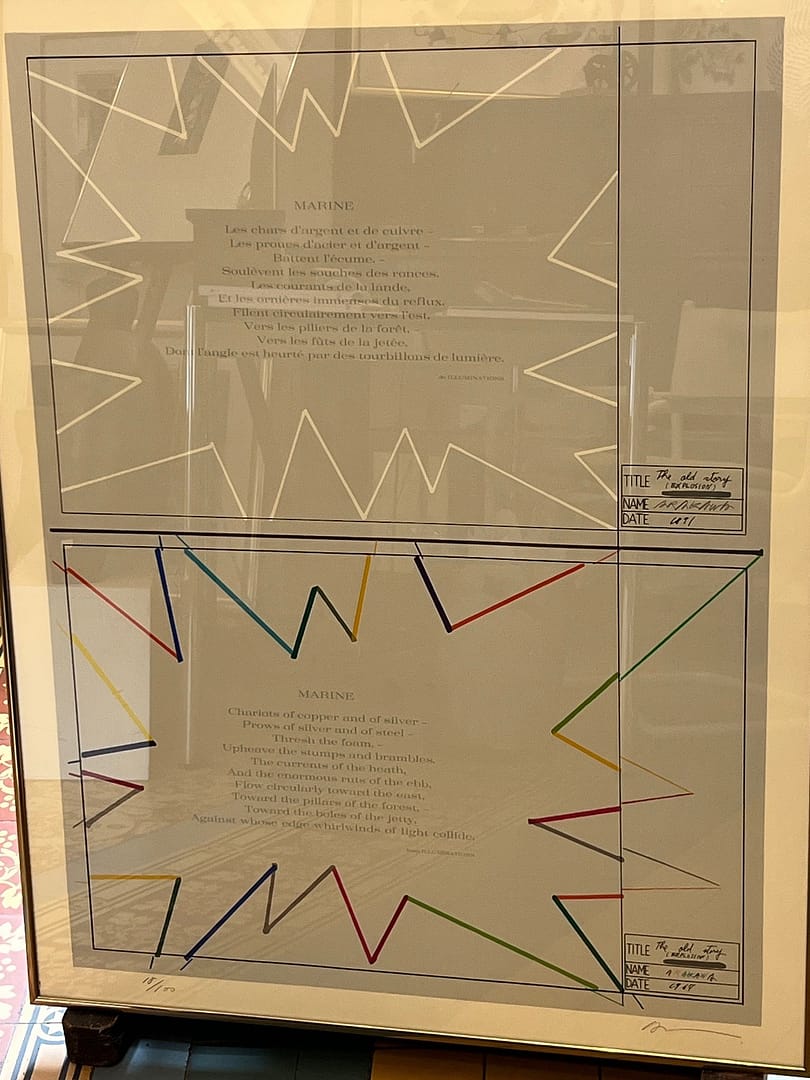 MARINE
Les chars d'argent et de cuivre –
Les proues d'acier et d'argent –
Battent l'écume, –
Soulèvent les souches des ronces.
Les courants de la lande,
Et les ornières immenses du reflux,
Filent circulairement vers l'est,
Vers les piliers de la forêt, –
Vers les fûts de la jetée,
Dont l'angle est heurté par des tourbillons de lumière.
de ILLUMINATIONS
TITLE The old story
(EXPLOSION)
NAME ARAKAWA
DATE
MARINE
Chariots of copper and of silver –
Prows of silver and of steel –
Thresh the foam, –
Upheave the stumps and brambles.
The currents of the heath,
And the enormous ruts of the ebb,
Flow circularly toward the east,
Toward the pillars of the forest, –
Toward the boles of the jetty,
Against whose edge whirlwinds of light collide.
from ILLUMINATIONS
TITLE The old story
(EXPLOSION)
NAME ARAKAWA
DATE
18/100